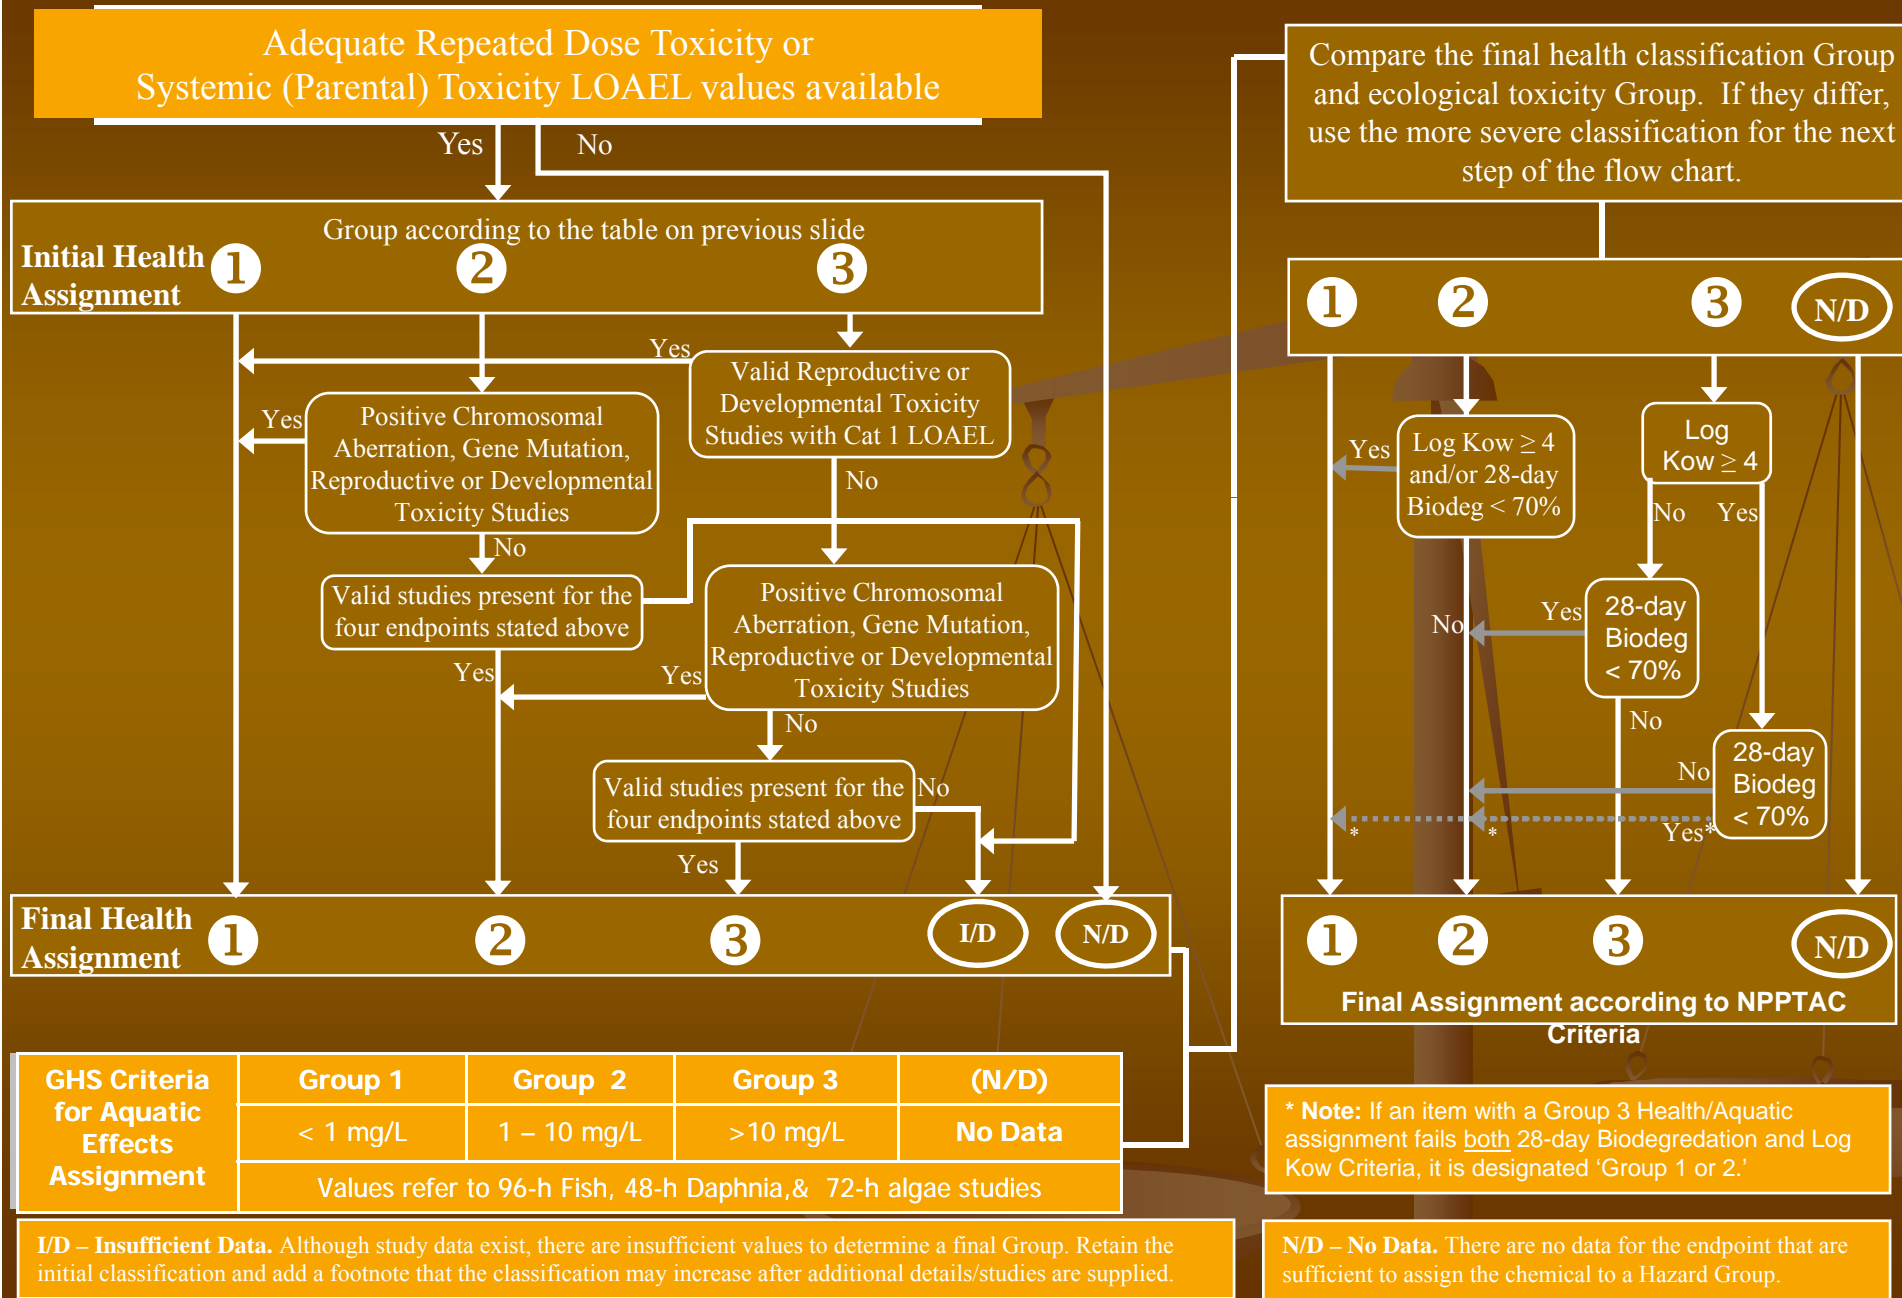 Adequate Repeated Dose Toxicity or
Systemic (Parental) Toxicity LOAEL values available
Yes
No
Group according to the table on previous slide
Initial Health
Assignment
1
2
3
Yes
Valid Reproductive or
Developmental Toxicity
Studies with Cat 1 LOAEL
Yes
Positive Chromosomal
Aberration, Gene Mutation,
Reproductive or Developmental
Toxicity Studies
No
No
Valid studies present for the
four endpoints stated above
Positive Chromosomal
Aberration, Gene Mutation,
Reproductive or Developmental
Toxicity Studies
Yes
Yes
No
Valid studies present for the
four endpoints stated above
No
Yes
Final Health
Assignment
1
2
3
I/D
N/D
GHS Criteria
for Aquatic
Effects
Assignment
Group 1
Group 2
Group 3
(N/D)
< 1 mg/L
1 – 10 mg/L
>10 mg/L
No Data
Values refer to 96-h Fish, 48-h Daphnia,& 72-h algae studies
I/D – Insufficient Data. Although study data exist, there are insufficient values to determine a final Group. Retain the
initial classification and add a footnote that the classification may increase after additional details/studies are supplied.
Compare the final health classification Group
and ecological toxicity Group. If they differ,
use the more severe classification for the next
step of the flow chart.
1
2
3
N/D
Yes
Log Kow ≥ 4
and/or 28-day
Biodeg < 70%
Log
Kow ≥ 4
No
Yes
No
Yes
28-day
Biodeg
< 70%
No
No
28-day
Biodeg
< 70%
*
*
Yes*
1
2
3
N/D
Final Assignment according to NPPTAC
Criteria
* Note: If an item with a Group 3 Health/Aquatic
assignment fails both 28-day Biodegredation and Log
Kow Criteria, it is designated ‘Group 1 or 2.’
N/D – No Data. There are no data for the endpoint that are
sufficient to assign the chemical to a Hazard Group.